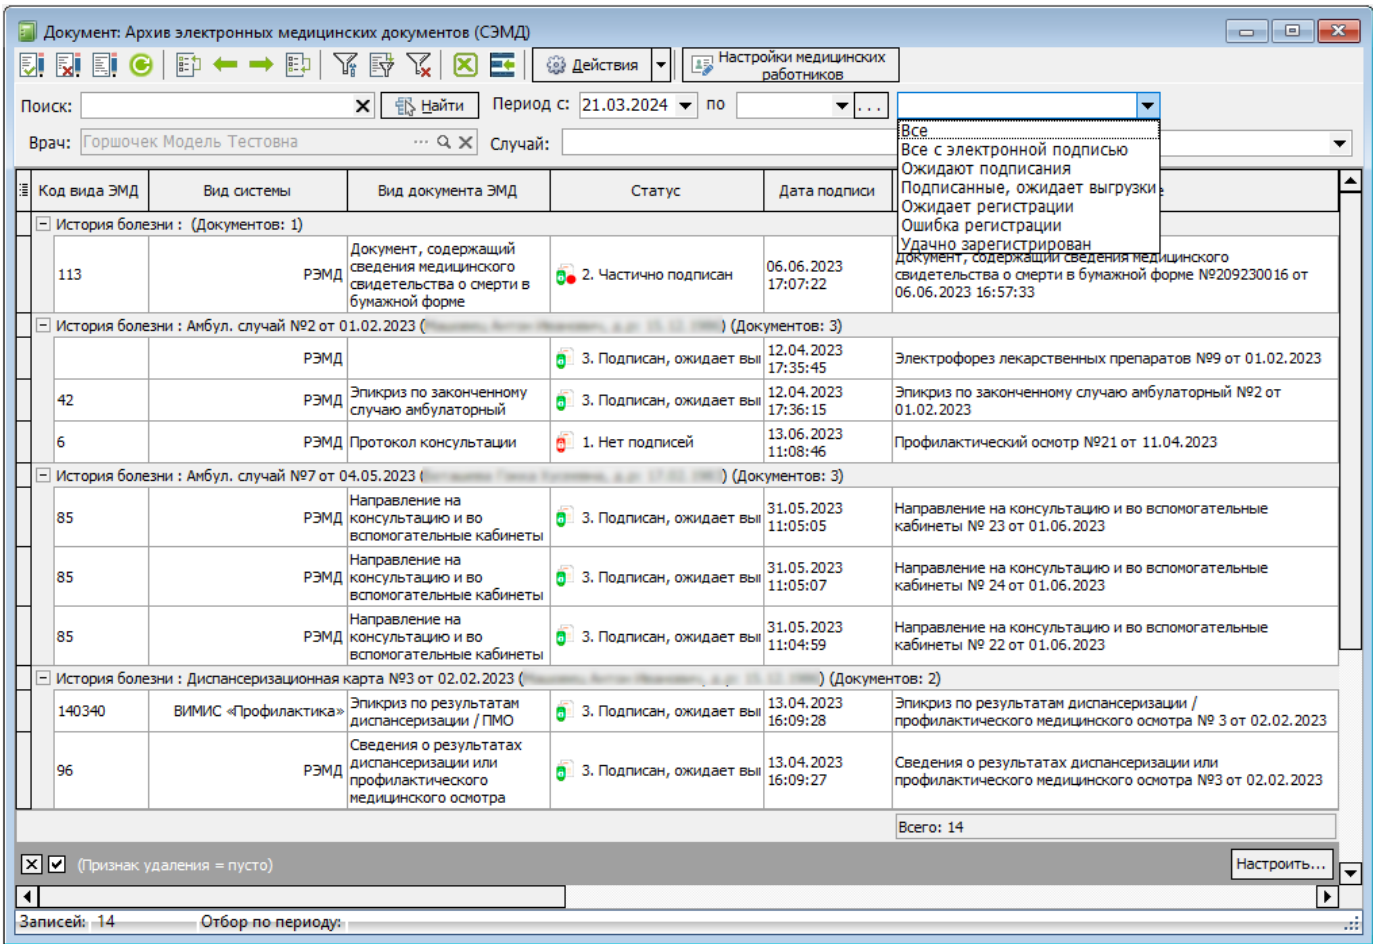 Документ: Архив электронных медицинских документов (СЭМД)
Действия
Настройки медицинских
работников
Поиск:
Найти
Период с: 21.03.2024 по
...
Врач: Горшочек Модель Тестовна
Случай:
Все
Все с электронной подписью
Ожидают подписания
Подписанные, ожидает выгрузки
Ожидает регистрации
Ошибка регистрации
Удачно зарегистрирован
Код вида ЭМД Вид системы Вид документа ЭМД Статус Дата подписи
История болезни : (Документов: 1)
113
РЭМД
Документ, содержащий
сведения медицинского
свидетельства о смерти в
бумажной форме
2. Частично подписан
06.06.2023
17:07:22
Документ, содержащий сведения медицинского
свидетельства о смерти в бумажной форме №209230016 от
06.06.2023 16:57:33
История болезни : Амбул. случай №2 от 01.02.2023 ( ) (Документов: 3)
РЭМД
3. Подписан, ожидает выг
12.04.2023
17:35:45
Электрофорез лекарственных препаратов №9 от 01.02.2023
42
РЭМД
Эпикриз по законченному
случаю амбулаторный
3. Подписан, ожидает выг
12.04.2023
17:36:15
Эпикриз по законченному случаю амбулаторный №2 от
01.02.2023
6
РЭМД
Протокол консультации
1. Нет подписей
13.06.2023
11:08:46
Профилактический осмотр №21 от 11.04.2023
История болезни : Амбул. случай №7 от 04.05.2023 ( ) (Документов: 3)
85
РЭМД
Направление на
консультацию и во
вспомогательные кабинеты
3. Подписан, ожидает выг
31.05.2023
11:05:05
Направление на консультацию и во вспомогательные
кабинеты № 23 от 01.06.2023
85
РЭМД
Направление на
консультацию и во
вспомогательные кабинеты
3. Подписан, ожидает выг
31.05.2023
11:05:07
Направление на консультацию и во вспомогательные
кабинеты № 24 от 01.06.2023
85
РЭМД
Направление на
консультацию и во
вспомогательные кабинеты
3. Подписан, ожидает выг
31.05.2023
11:04:59
Направление на консультацию и во вспомогательные
кабинеты № 22 от 01.06.2023
История болезни : Диспансеризационная карта №3 от 02.02.2023 ( ) (Документов: 2)
140340
ВИМИС «Профилактика»
Эпикриз по результатам
диспансеризации / ПМО
3. Подписан, ожидает выг
13.04.2023
16:09:28
Эпикриз по результатам диспансеризации /
профилактического медицинского осмотра № 3 от 02.02.2023
96
РЭМД
Сведения о результатах
диспансеризации или
профилактического
медицинского осмотра
3. Подписан, ожидает выг
13.04.2023
16:09:27
Сведения о результатах диспансеризации или
профилактического медицинского осмотра №3 от 02.02.2023
Всего: 14
(Признак удаления = пусто)
Настроить...
Записей: 14 Отбор по периоду: